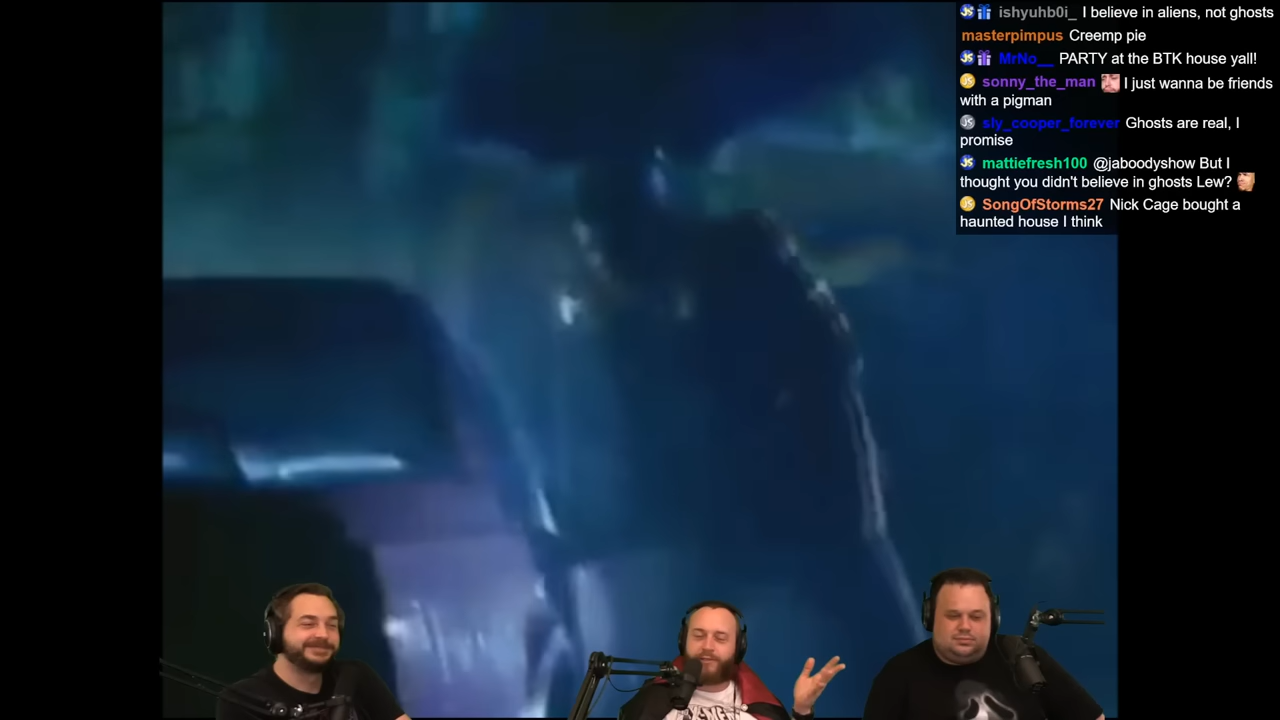 ishyuhb0i_ I believe in aliens, not ghosts
masterpimpus Creemp pie
MrNo__ PARTY at the BTK house yall!
sonny_the_man I just wanna be friends
with a pigman
sly_cooper_forever Ghosts are real, I
promise
mattiefresh100 @jaboodyshow But I
thought you didn't believe in ghosts Lew?
SongOfStorms27 Nick Cage bought a
haunted house I think